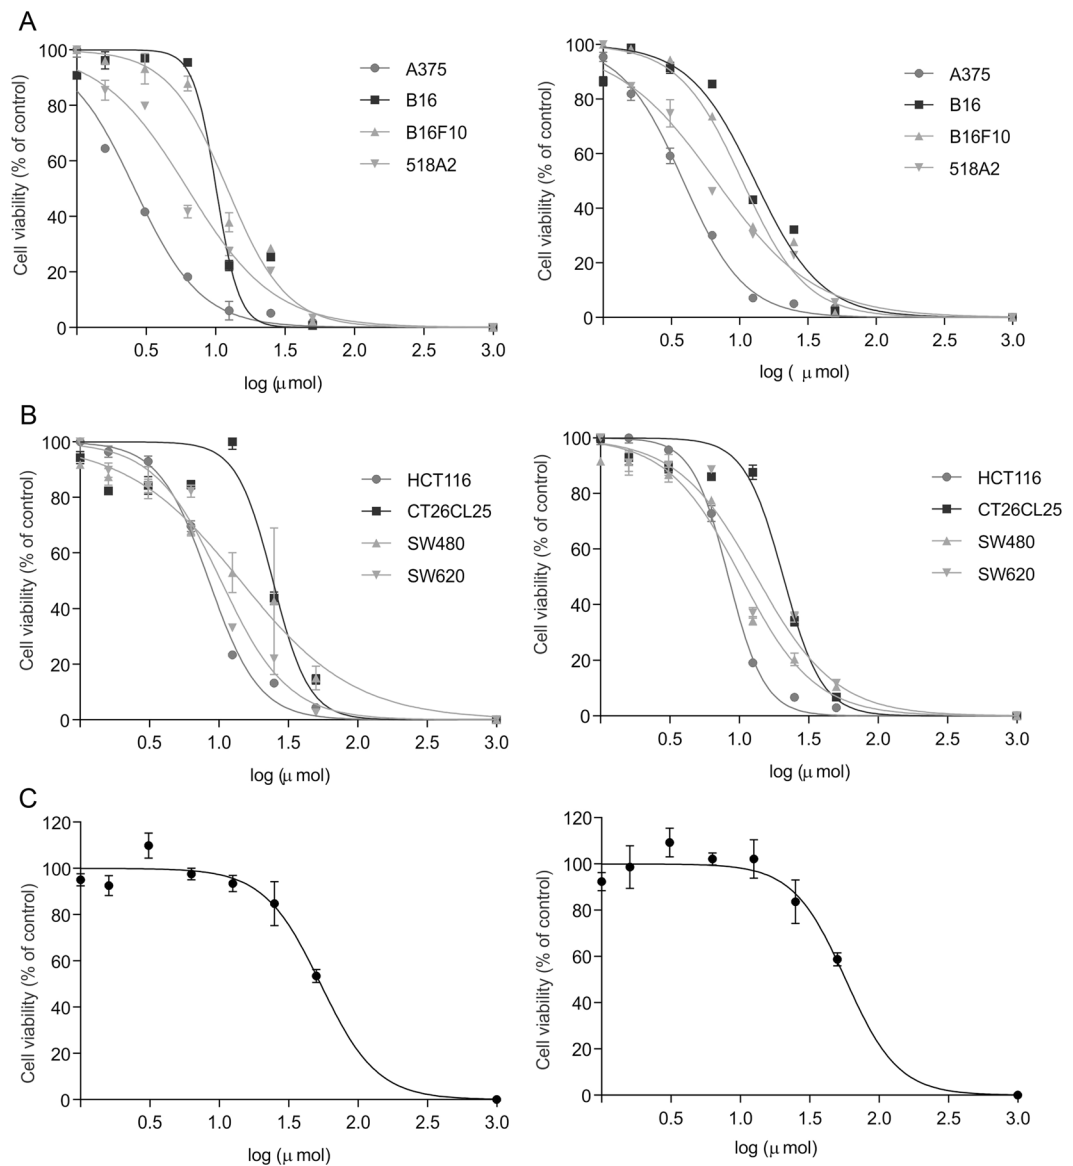 A
Cell viability (% of control)
100
80
60
40
20
0
0.5 1.0 1.5 2.0 2.5 3.0
log (μmol)
A375
B16
B16F10
518A2
Cell viability (% of control)
100
80
60
40
20
0
0.5 1.0 1.5 2.0 2.5 3.0
log ( μmol)
A375
B16
B16F10
518A2
B
Cell viability (% of control)
100
80
60
40
20
0
0.5 1.0 1.5 2.0 2.5 3.0
log (μmol)
HCT116
CT26CL25
SW480
SW620
Cell viability (% of control)
100
80
60
40
20
0
0.5 1.0 1.5 2.0 2.5 3.0
log (μmol)
HCT116
CT26CL25
SW480
SW620
C
Cell viability (% of control)
120
100
80
60
40
20
0
0.5 1.0 1.5 2.0 2.5 3.0
log (μmol)
Cell viability (% of control)
120
100
80
60
40
20
0
0.5 1.0 1.5 2.0 2.5 3.0
log (μmol)